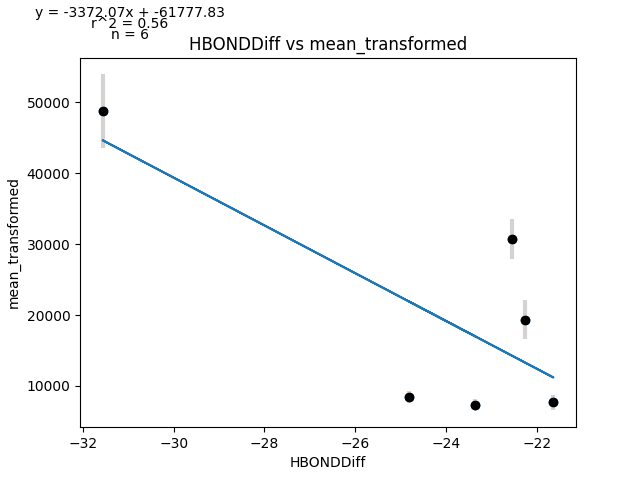 y = -3372.07x + -61777.83
r^2 = 0.56
n = 6
HBONDDiff vs mean_transformed
50000
40000
30000
20000
10000
mean_transformed
−32
−30
−28
−26
−24
−22
HBONDDiff